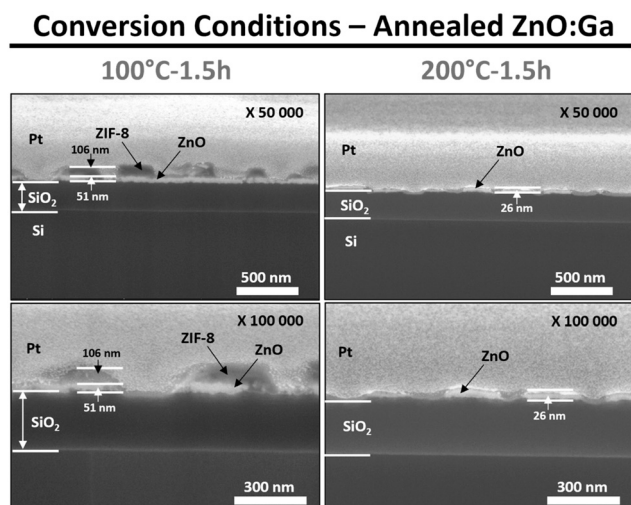 Conversion Conditions – Annealed ZnO:Ga
100°C-1.5h
200°C-1.5h
X 50 000
Pt
ZIF-8
ZnO
106 nm
51 nm
SiO2
Si
500 nm
X 50 000
Pt
ZnO
SiO2
26 nm
Si
500 nm
X 100 000
Pt
ZIF-8
ZnO
106 nm
51 nm
SiO2
300 nm
X 100 000
Pt
ZnO
26 nm
SiO2
300 nm